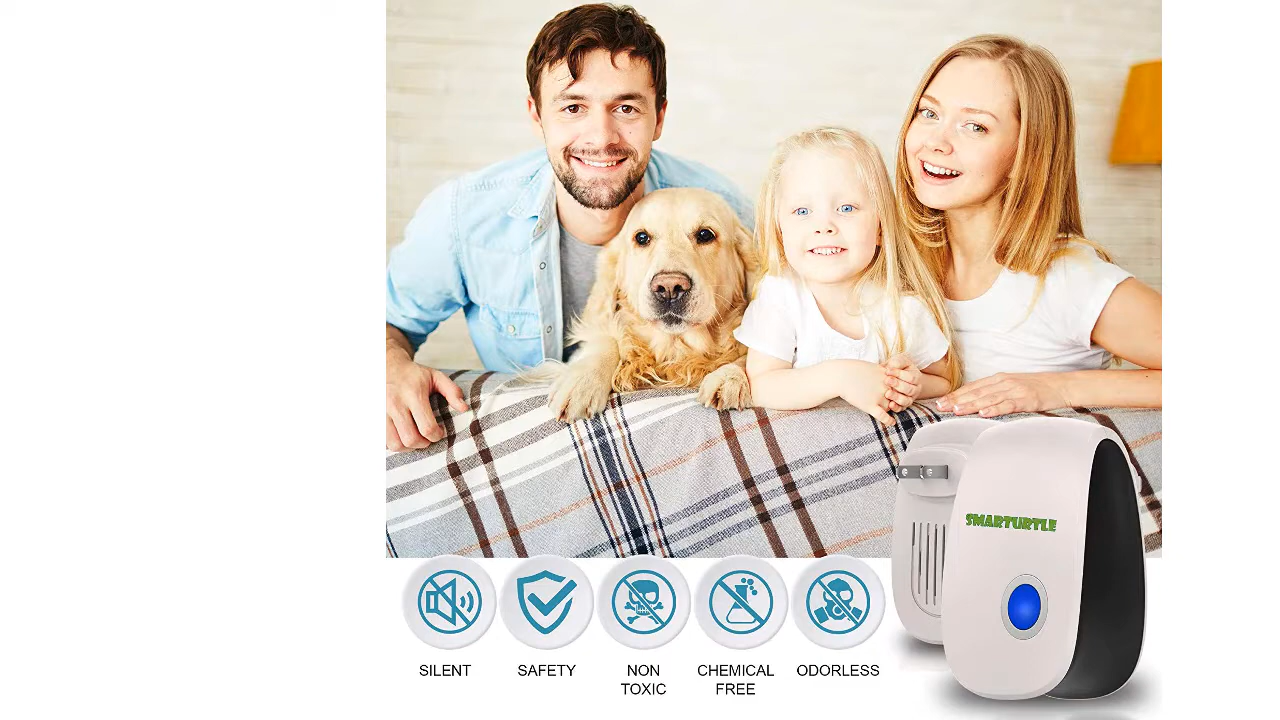 SMARTURTLE
SILENT
SAFETY
NON
TOXIC
CHEMICAL
FREE
ODORLESS